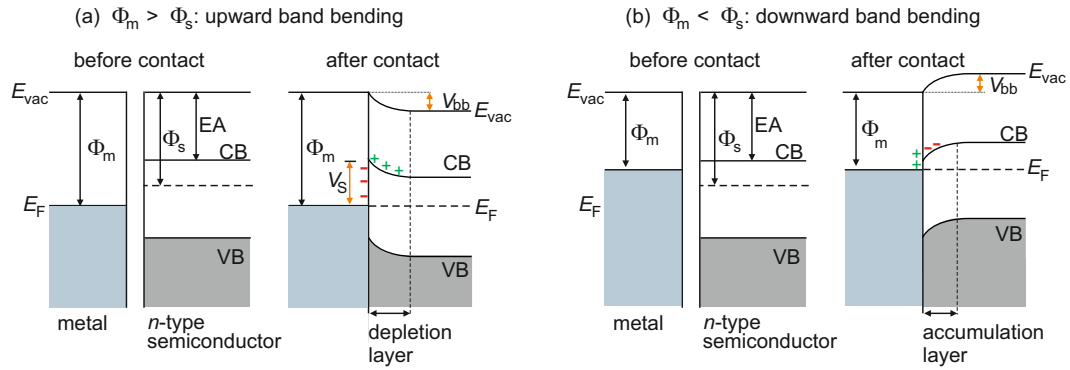 (a) Φm > Φs: upward band bending
before contact
after contact
Evac
Φm
EF
metal
EA
Φs
CB
VB
n-type
semiconductor
Vbb
Evac
Φm
CB
+ + +
VS
- - -
EF
VB
depletion
layer
(b) Φm < Φs: downward band bending
before contact
after contact
Evac
Φm
EF
metal
EA
Φs
CB
VB
n-type
semiconductor
Evac
Vbb
Φm
CB
- -
+
+
EF
VB
accumulation
layer